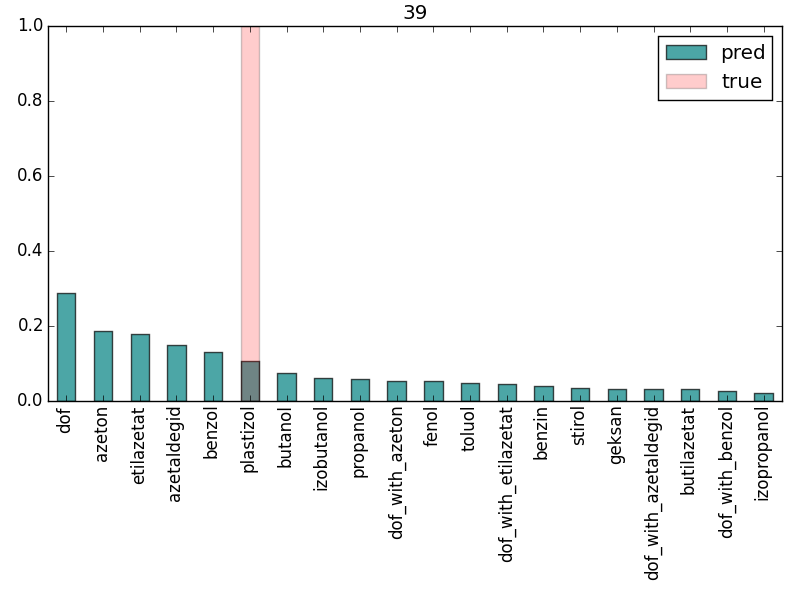 39
1.0
0.8
0.6
0.4
0.2
0.0
pred
true
dof
azeton
etilazetat
azetaldegid
benzol
plastizol
butanol
izobutanol
propanol
dof_with_azeton
fenol
toluol
dof_with_etilazetat
benzin
stirol
geksan
dof_with_azetaldegid
butilazetat
dof_with_benzol
izopropanol